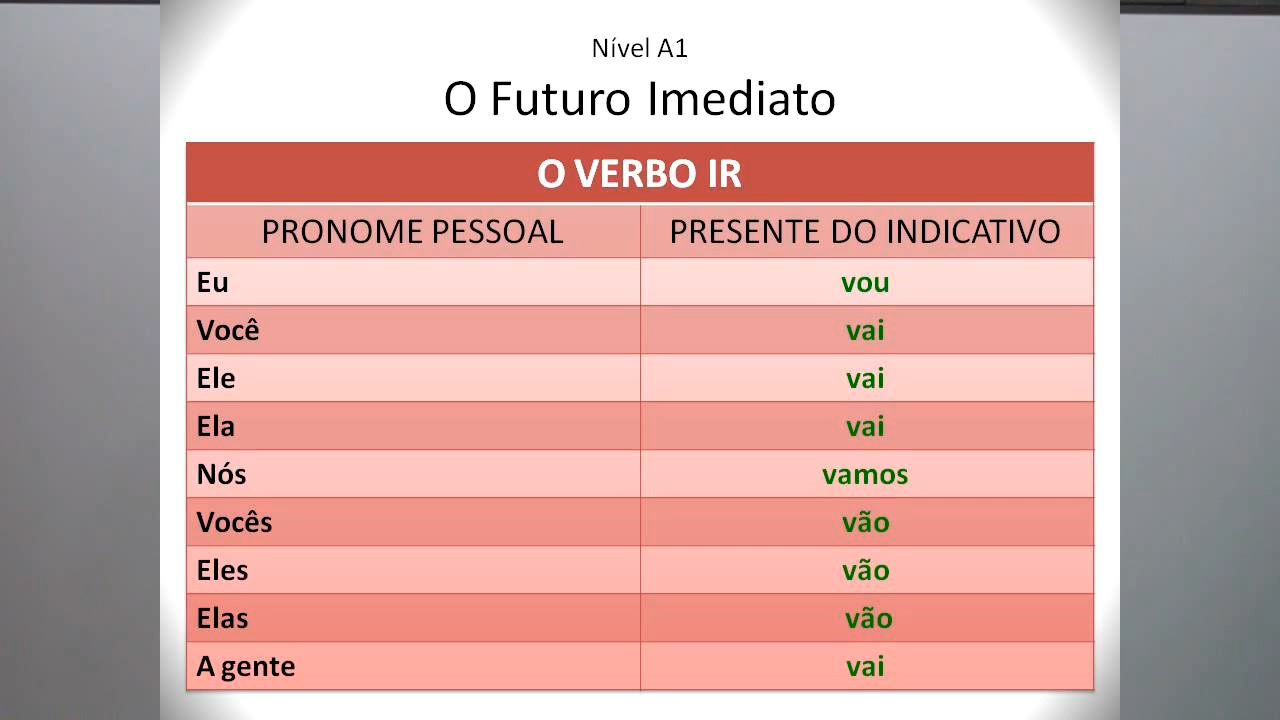 Nível A1
O Futuro Imediato
O VERBO IR
PRONOME PESSOAL PRESENTE DO INDICATIVO
Eu vou
Você vai
Ele vai
Ela vai
Nós vamos
Vocês vão
Eles vão
Elas vão
A gente vai